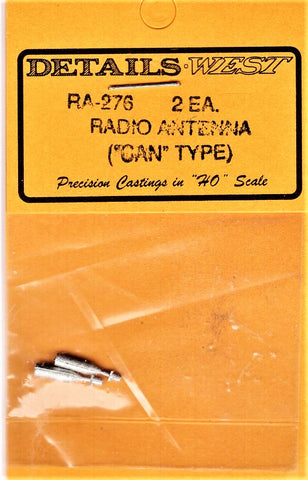 DETAILS WEST
RA-276 2 EA.
RADIO ANTENNA
("CAN" TYPE)
Precision Castings in "HO" Scale